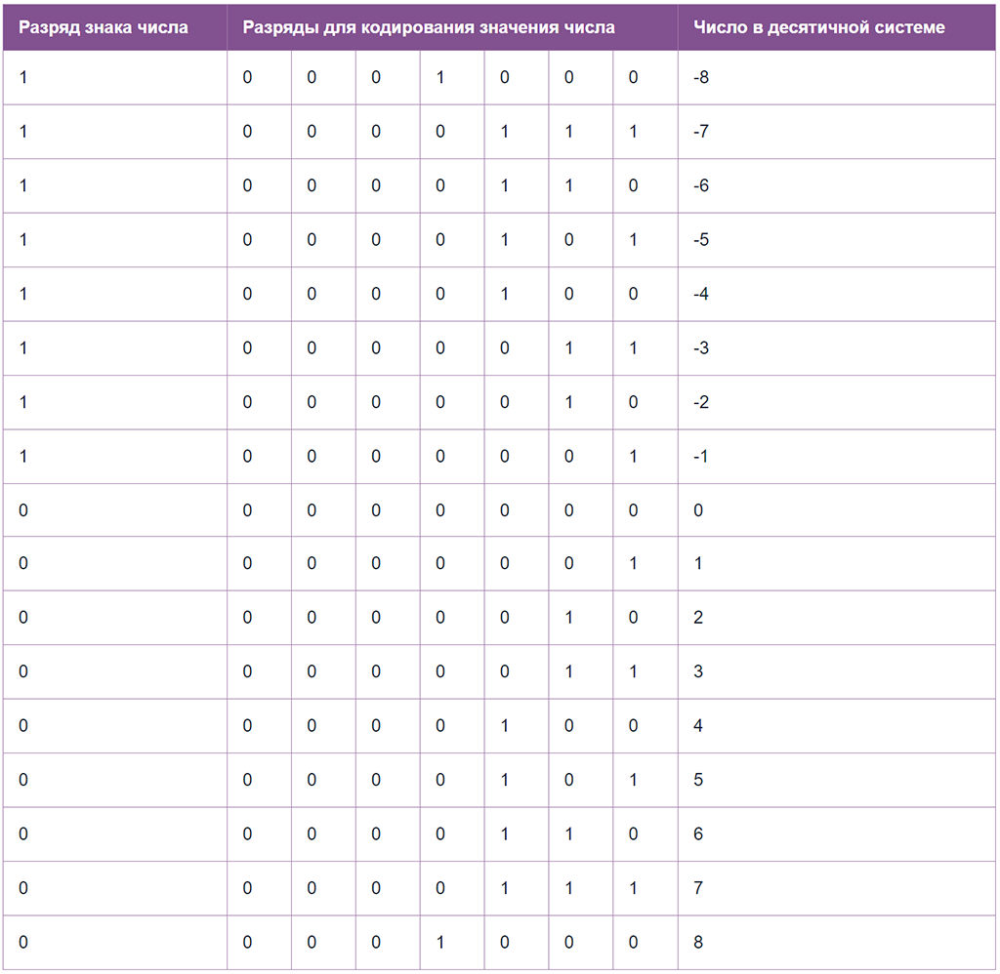 Разряд знака числа Разряды для кодирования значения числа Число в десятичной системе
1 0 0 0 1 0 0 0 -8
1 0 0 0 0 1 1 1 -7
1 0 0 0 0 1 1 0 -6
1 0 0 0 0 1 0 1 -5
1 0 0 0 0 1 0 0 -4
1 0 0 0 0 0 1 1 -3
1 0 0 0 0 0 1 0 -2
1 0 0 0 0 0 0 1 -1
0 0 0 0 0 0 0 0 0
0 0 0 0 0 0 0 1 1
0 0 0 0 0 0 1 0 2
0 0 0 0 0 0 1 1 3
0 0 0 0 0 1 0 0 4
0 0 0 0 0 1 0 1 5
0 0 0 0 0 1 1 0 6
0 0 0 0 0 1 1 1 7
0 0 0 0 1 0 0 0 8